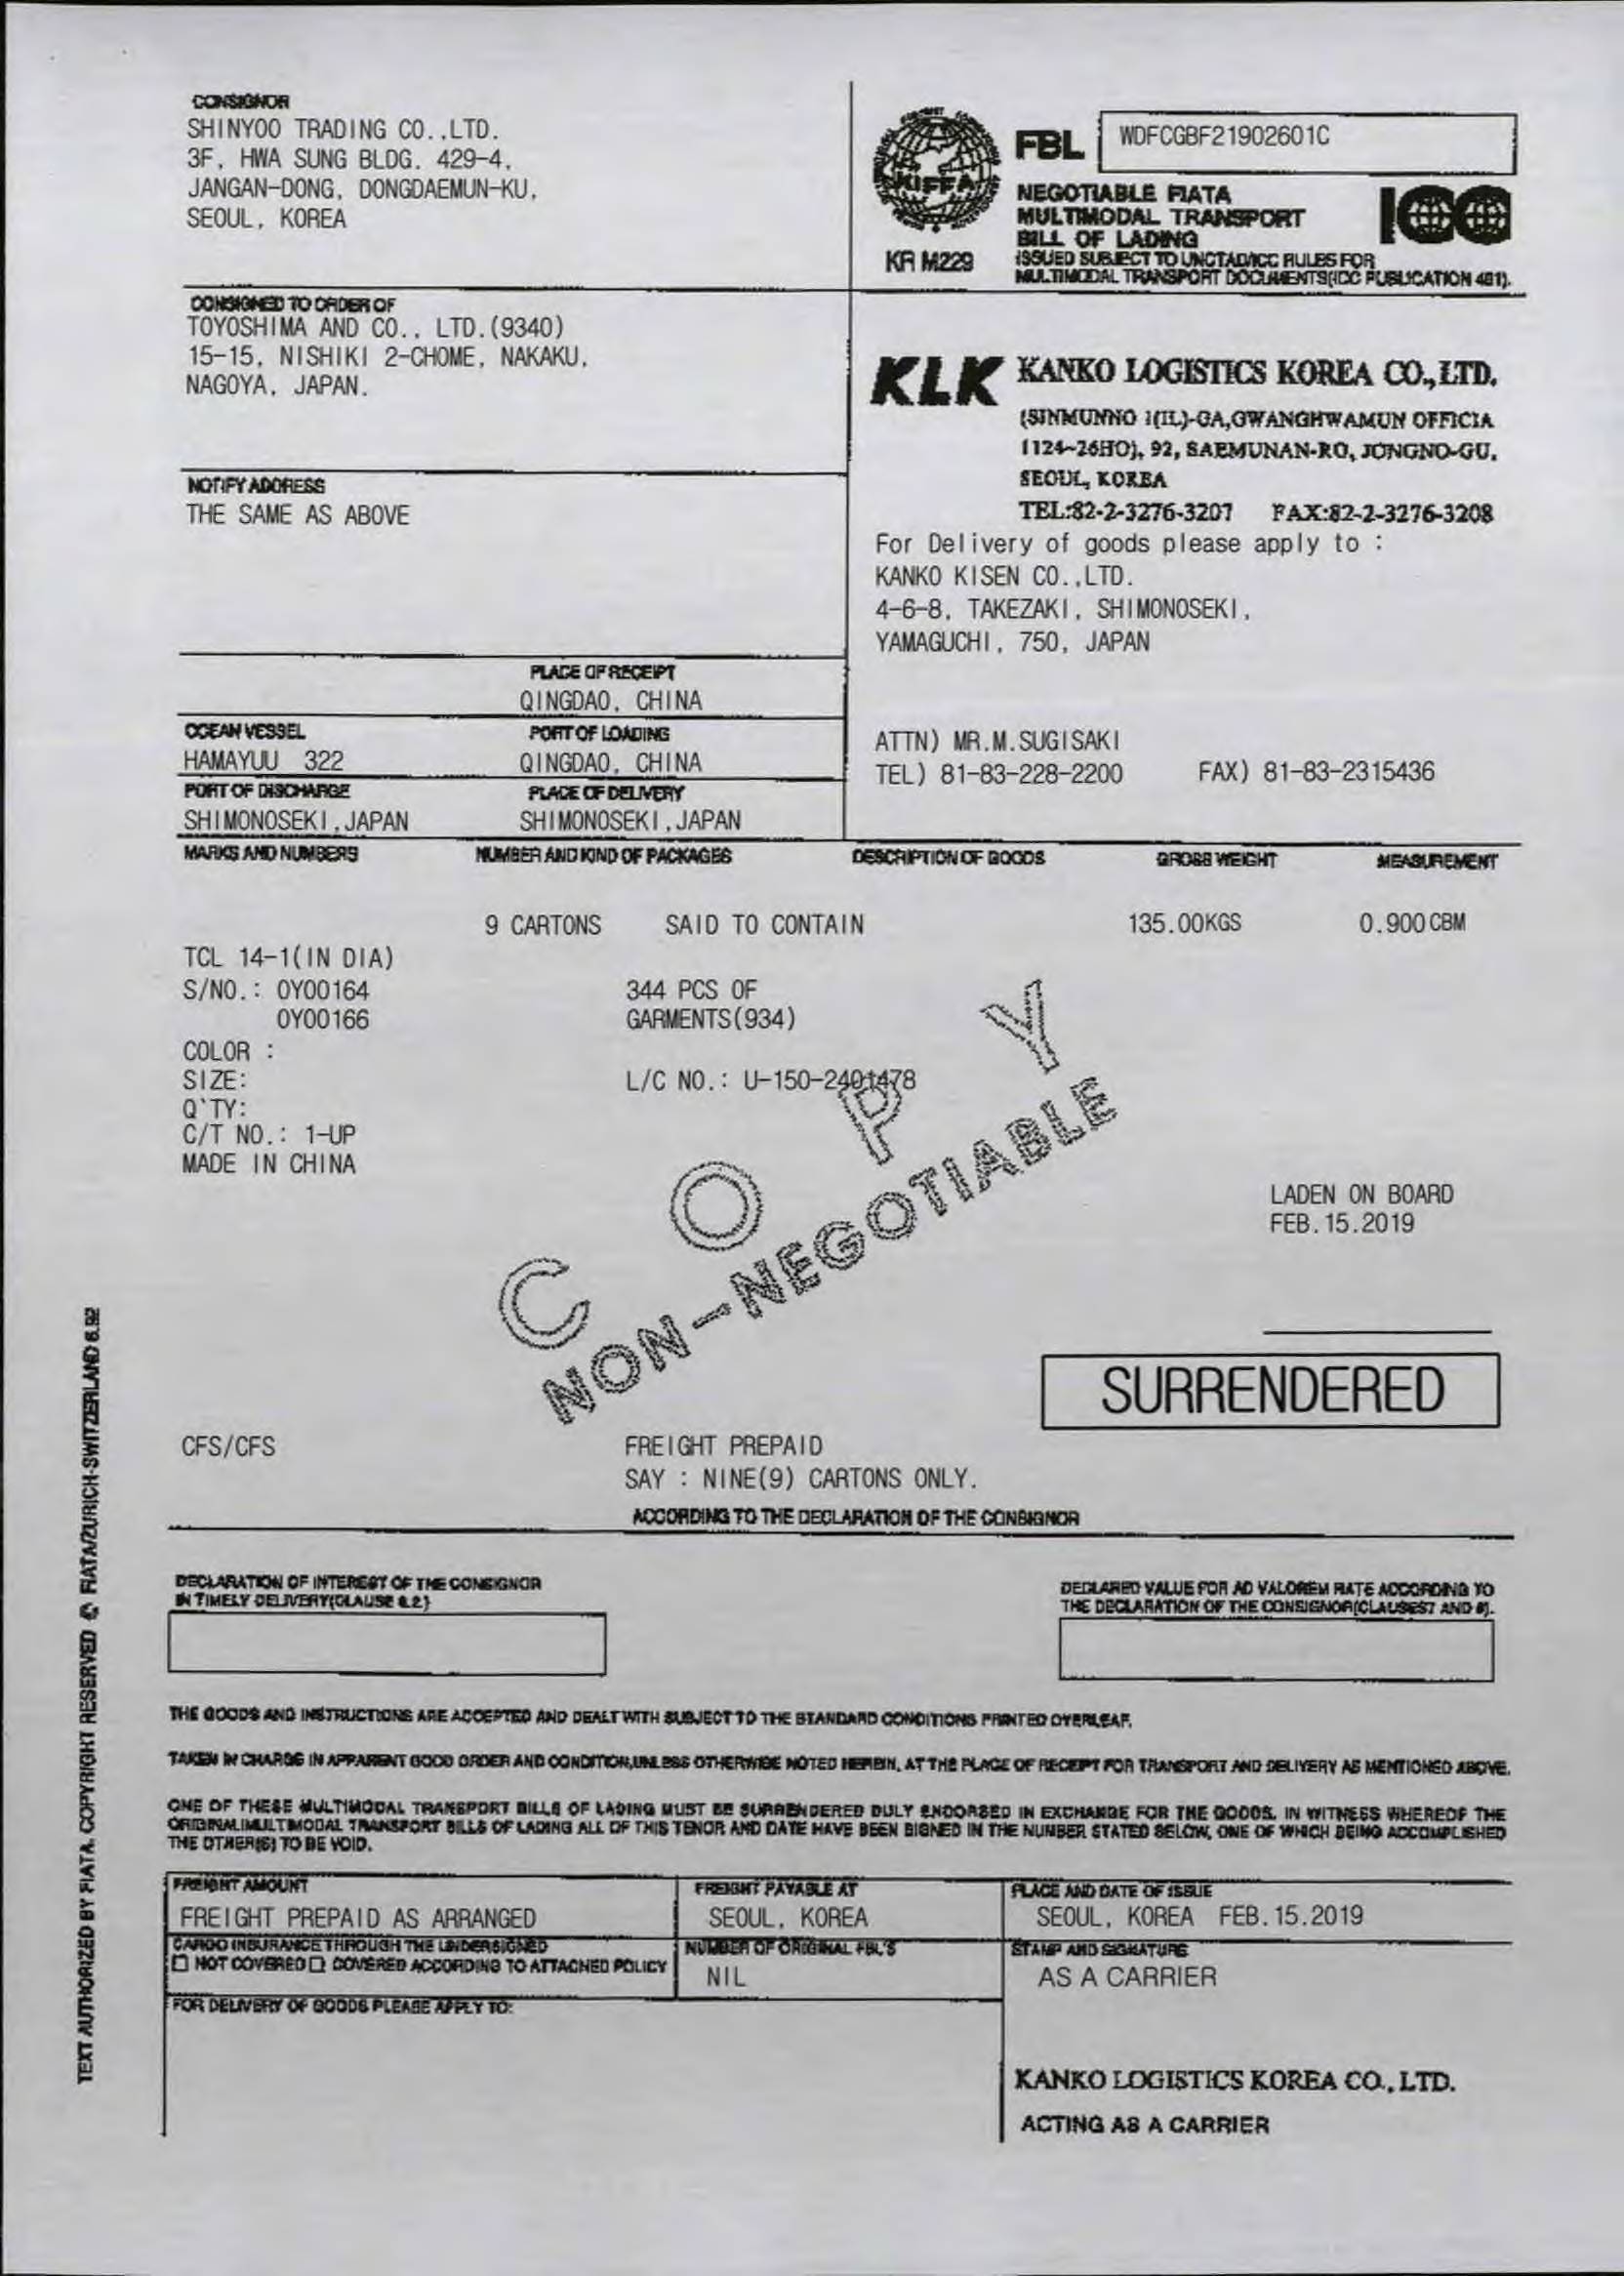 CONSIGNOR
SHINYOO TRADING CO.,LTD.
3F, HWA SUNG BLDG. 429-4,
JANGAN-DONG, DONGDAEMUN-KU,
SEOUL, KOREA
KIFFA
KR M229
FBL
WDFCGBF21902601C
NEGOTIABLE FIATA
MULTIMODAL TRANSPORT
BILL OF LADING
ICC
ISSUED SUBJECT TO UNCTAD/ICC RULES FOR
MULTIMODAL TRANSPORT DOCUMENTS(ICC PUBLICATION 481).
CONSIGNED TO ORDER OF
TOYOSHIMA AND CO., LTD.(9340)
15-15, NISHIKI 2-CHOME, NAKAKU,
NAGOYA, JAPAN.
KLK KANKO LOGISTICS KOREA CO.,LTD.
(SINMUNNO 1(IL)-GA,GWANGHWAMUN OFFICIA
1124~26HO), 92, SAEMUNAN-RO, JONGNO-GU,
SEOUL, KOREA
TEL:82-2-3276-3207 FAX:82-2-3276-3208
NOTIFY ADDRESS
THE SAME AS ABOVE
For Delivery of goods please apply to :
KANKO KISEN CO.,LTD.
4-6-8, TAKEZAKI, SHIMONOSEKI,
YAMAGUCHI, 750, JAPAN
ATTN) MR.M.SUGISAKI
TEL) 81-83-228-2200 FAX) 81-83-2315436
PLACE OF RECEIPT
QINGDAO, CHINA
OCEAN VESSEL PORT OF LOADING
HAMAYUU 322 QINGDAO, CHINA
PORT OF DISCHARGE PLACE OF DELIVERY
SHIMONOSEKI,JAPAN SHIMONOSEKI,JAPAN
MARKS AND NUMBERS NUMBER AND KIND OF PACKAGES DESCRIPTION OF GOODS GROSS WEIGHT MEASUREMENT
9 CARTONS SAID TO CONTAIN 135.00KGS 0.900CBM
TCL 14-1(IN DIA)
S/NO.: 0Y00164 344 PCS OF
0Y00166 GARMENTS(934)
COLOR :
SIZE: L/C NO.: U-150-2401478
Q`TY:
C/T NO.: 1-UP
MADE IN CHINA
COPY
NON-NEGOTIABLE
LADEN ON BOARD
FEB.15.2019
SURRENDERED
CFS/CFS FREIGHT PREPAID
SAY : NINE(9) CARTONS ONLY.
ACCORDING TO THE DECLARATION OF THE CONSIGNOR
DECLARATION OF INTEREST OF THE CONSIGNOR
IN TIMELY DELIVERY(CLAUSE 6.2)
DECLARED VALUE FOR AD VALOREM RATE ACCORDING TO
THE DECLARATION OF THE CONSIGNOR(CLAUSES7 AND 8).
THE GOODS AND INSTRUCTIONS ARE ACCEPTED AND DEALT WITH SUBJECT TO THE STANDARD CONDITIONS PRINTED OVERLEAF.
TAKEN IN CHARGE IN APPARENT GOOD ORDER AND CONDITION,UNLESS OTHERWISE NOTED HEREIN, AT THE PLACE OF RECEIPT FOR TRANSPORT AND DELIVERY AS MENTIONED ABOVE.
ONE OF THESE MULTIMODAL TRANSPORT BILLS OF LADING MUST BE SURRENDERED DULY ENDORSED IN EXCHANGE FOR THE GOODS. IN WITNESS WHEREOF THE
ORIGINAL MULTIMODAL TRANSPORT BILLS OF LADING ALL OF THIS TENOR AND DATE HAVE BEEN SIGNED IN THE NUMBER STATED BELOW, ONE OF WHICH BEING ACCOMPLISHED
THE OTHER(S) TO BE VOID.
FREIGHT AMOUNT
FREIGHT PREPAID AS ARRANGED
FREIGHT PAYABLE AT
SEOUL, KOREA
PLACE AND DATE OF ISSUE
SEOUL, KOREA FEB.15.2019
CARGO INSURANCE THROUGH THE UNDERSIGNED
☐ NOT COVERED ☐ COVERED ACCORDING TO ATTACHED POLICY
NUMBER OF ORIGINAL FBL'S
NIL
STAMP AND SIGNATURE
AS A CARRIER
FOR DELIVERY OF GOODS PLEASE APPLY TO:
KANKO LOGISTICS KOREA CO., LTD.
ACTING AS A CARRIER
TEXT AUTHORIZED BY FIATA. COPYRIGHT RESERVED © FIATA/ZURICH-SWITZERLAND 6.92